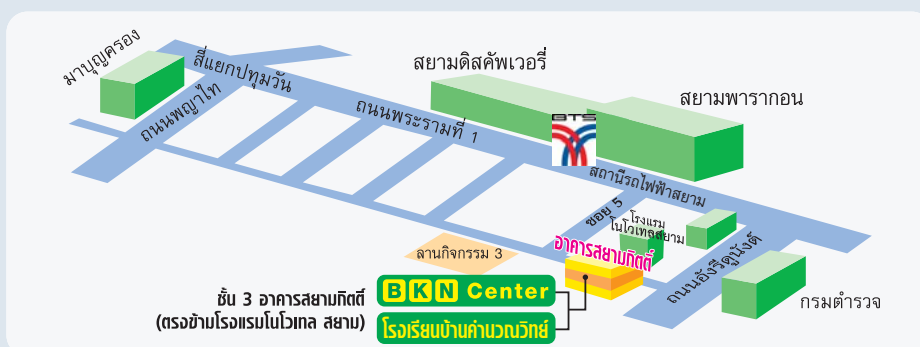 มาบุญครอง
สี่แยกปทุมวัน
ถนนพญาไท
ถนนพระรามที่ 1
สยามดิสคัพเวอรี่
สยามพารากอน
BTS
สถานีรถไฟฟ้าสยาม
ซอย 5
โรงแรม
โนโวเทลสยาม
อาคารสยามกิตติ์
ลานกิจกรรม 3
ถนนอังรีดูนังต์
กรมตำรวจ
ชั้น 3 อาคารสยามกิตติ์
(ตรงข้ามโรงแรมโนโวเทล สยาม)
BKN Center
โรงเรียนบ้านคำนวณวิทย์